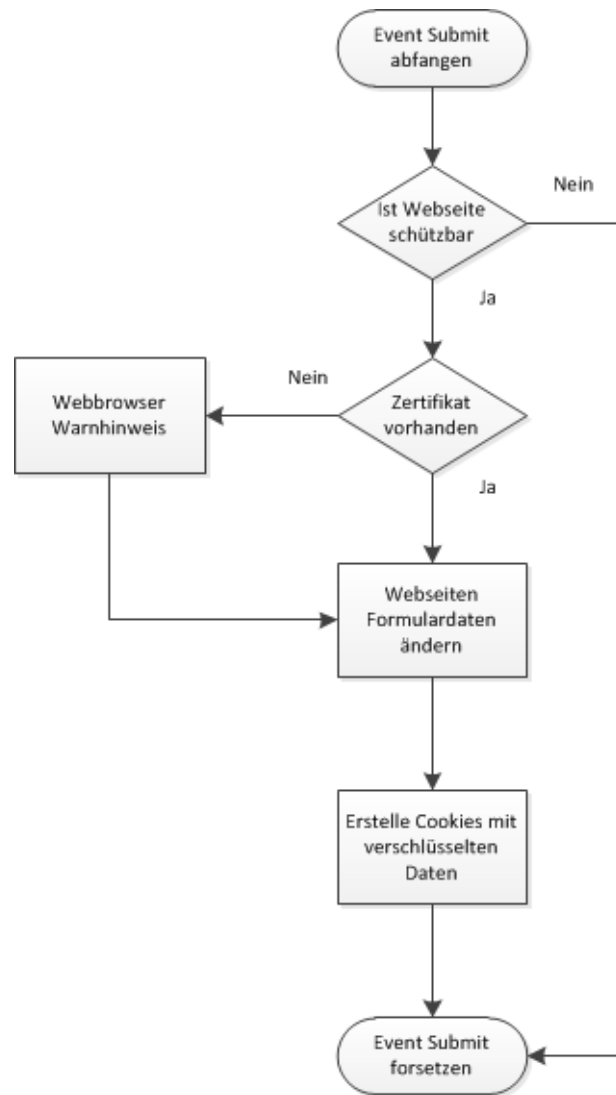 Event Submit
abfangen
Ist Webseite
schützbar
Nein
Ja
Nein
Zertifikat
vorhanden
Webbrowser
Warnhinweis
Ja
Webseiten
Formulardaten
ändern
Erstelle Cookies mit
verschlüsselten
Daten
Event Submit
forsetzen